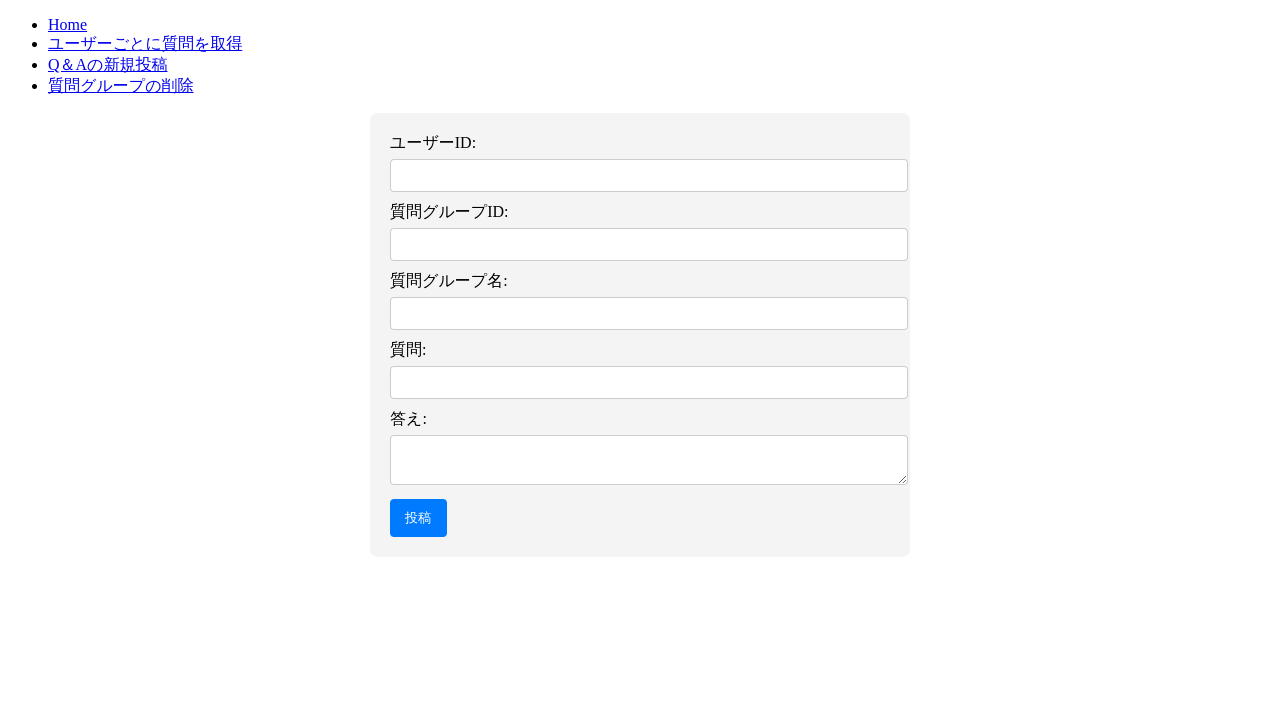 Home
ユーザーごとに質問を取得
Q＆Aの新規投稿
質問グループの削除
ユーザーID:
質問グループID:
質問グループ名:
質問:
答え:
投稿